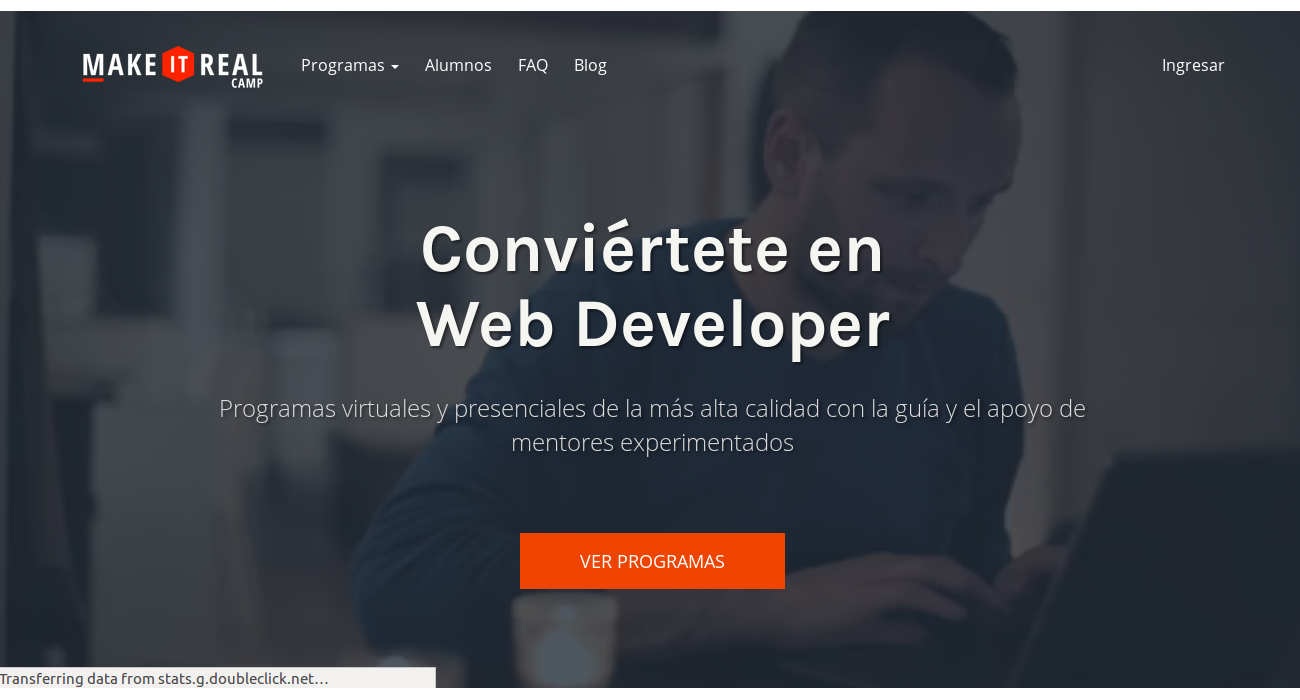 MAKE IT REAL
CAMP
Programas
Alumnos
FAQ
Blog
Ingresar
Conviértete en
Web Developer
Programas virtuales y presenciales de la más alta calidad con la guía y el apoyo de
mentores experimentados
VER PROGRAMAS
Transferring data from stats.g.doubleclick.net…